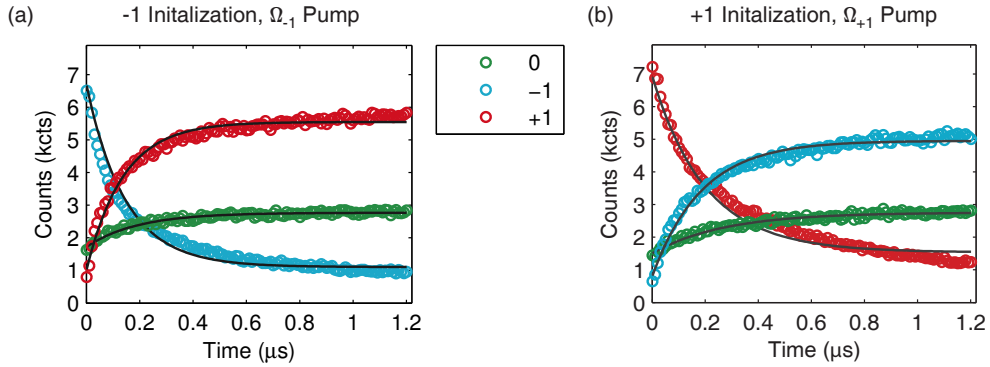 (a)
-1 Initalization, Ω-1 Pump
7
6
5
4
3
2
1
0
Counts (kcts)
0 0.2 0.4 0.6 0.8 1 1.2
Time (μs)
0
−1
+1
(b)
+1 Initalization, Ω+1 Pump
7
6
5
4
3
2
1
0
Counts (kcts)
0 0.2 0.4 0.6 0.8 1 1.2
Time (μs)